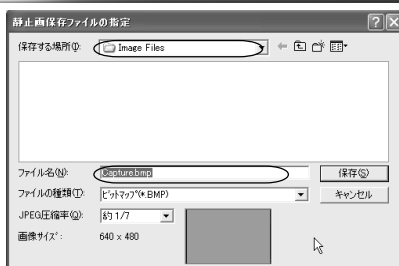 静止画保存ファイルの指定
保存する場所(I): Image Files
ファイル名(N): Capture.bmp 保存(S)
ファイルの種類(T): ビットマップ(*.BMP) キャンセル
JPEG圧縮率(Q): 約 1/7
画像サイズ: 640 × 480